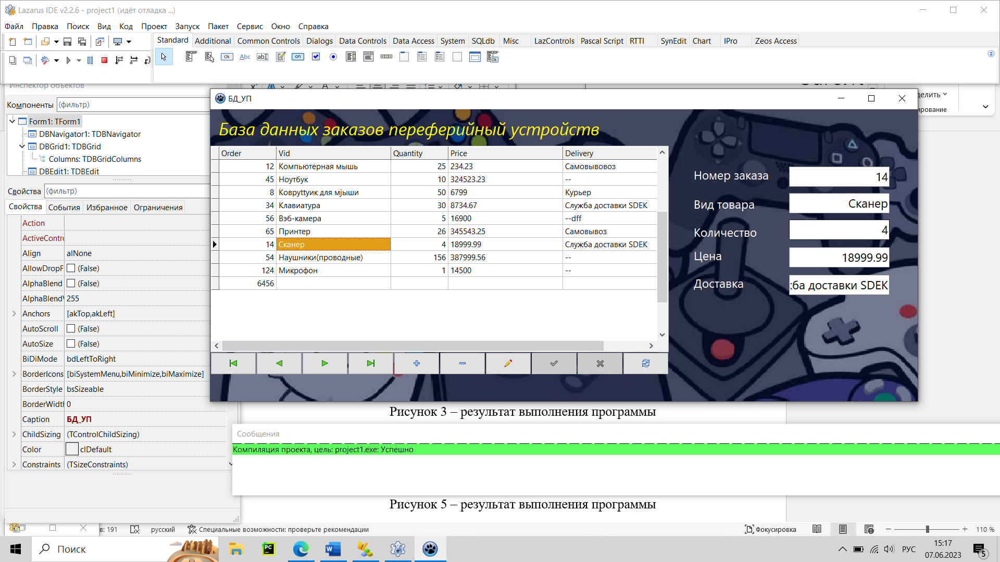 Lazarus IDE v2.2.6 - project1 (идёт отладка ...)
Файл Правка Поиск Вид Код Проект Запуск Пакет Сервис Окно Справка
Standard Additional Common Controls Dialogs Data Controls Data Access System SQLdb Misc LazControls Pascal Script RTTI SynEdit Chart IPro Zeos Access
Инспектор объектов
Компоненты (фильтр)
Form1: TForm1
DBNavigator1: TDBNavigator
DBGrid1: TDBGrid
Columns: TDBGridColumns
DBEdit1: TDBEdit
Свойства (фильтр)
Свойства События Избранное Ограничения
Action
ActiveContro
Align alNone
AllowDropF (False)
AlphaBlend (False)
AlphaBlendV 255
Anchors [akTop,akLeft]
AutoScroll (False)
AutoSize (False)
BiDiMode bdLeftToRight
BorderIcons [biSystemMenu,biMinimize,biMaximize]
BorderStyle bsSizeable
BorderWidth 0
Caption БД_УП
ChildSizing (TControlChildSizing)
Color clDefault
Constraints (TSizeConstraints)
БД_УП
База данных заказов переферийный устройств
Order Vid Quantity Price Delivery
12 Компьютерная мышь 25 234.23 Самовывовоз
45 Ноутбук 10 324523.23 --
8 Ковруttyик для мjыши 50 6799 Курьер
34 Клавиатура 30 8734.67 Служба доставки SDEK
56 Вэб-камера 5 16900 --dff
65 Принтер 26 345543.25 Самовывоз
14 Сканер 4 18999.99 Служба доставки SDEK
54 Наушники(проводные) 156 387999.56 --
124 Микрофон 1 14500 --
6456
Номер заказа 14
Вид товара Сканер
Количество 4
Цена 18999.99
Доставка жба доставки SDEK
делить
ирование
Рисунок 3 – результат выполнения программы
Сообщения
Компиляция проекта, цель: project1.exe: Успешно
Рисунок 5 – результат выполнения программы
в: 191 русский Специальные возможности: проверьте рекомендации Фокусировка 110 %
Поиск
РУС
15:17
07.06.2023
5